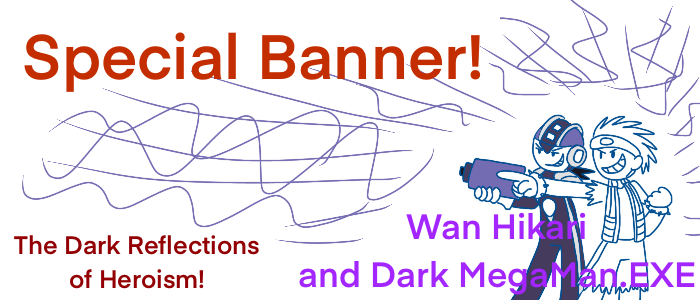 Special Banner!
The Dark Reflections
of Heroism!
Wan Hikari
and Dark MegaMan.EXE